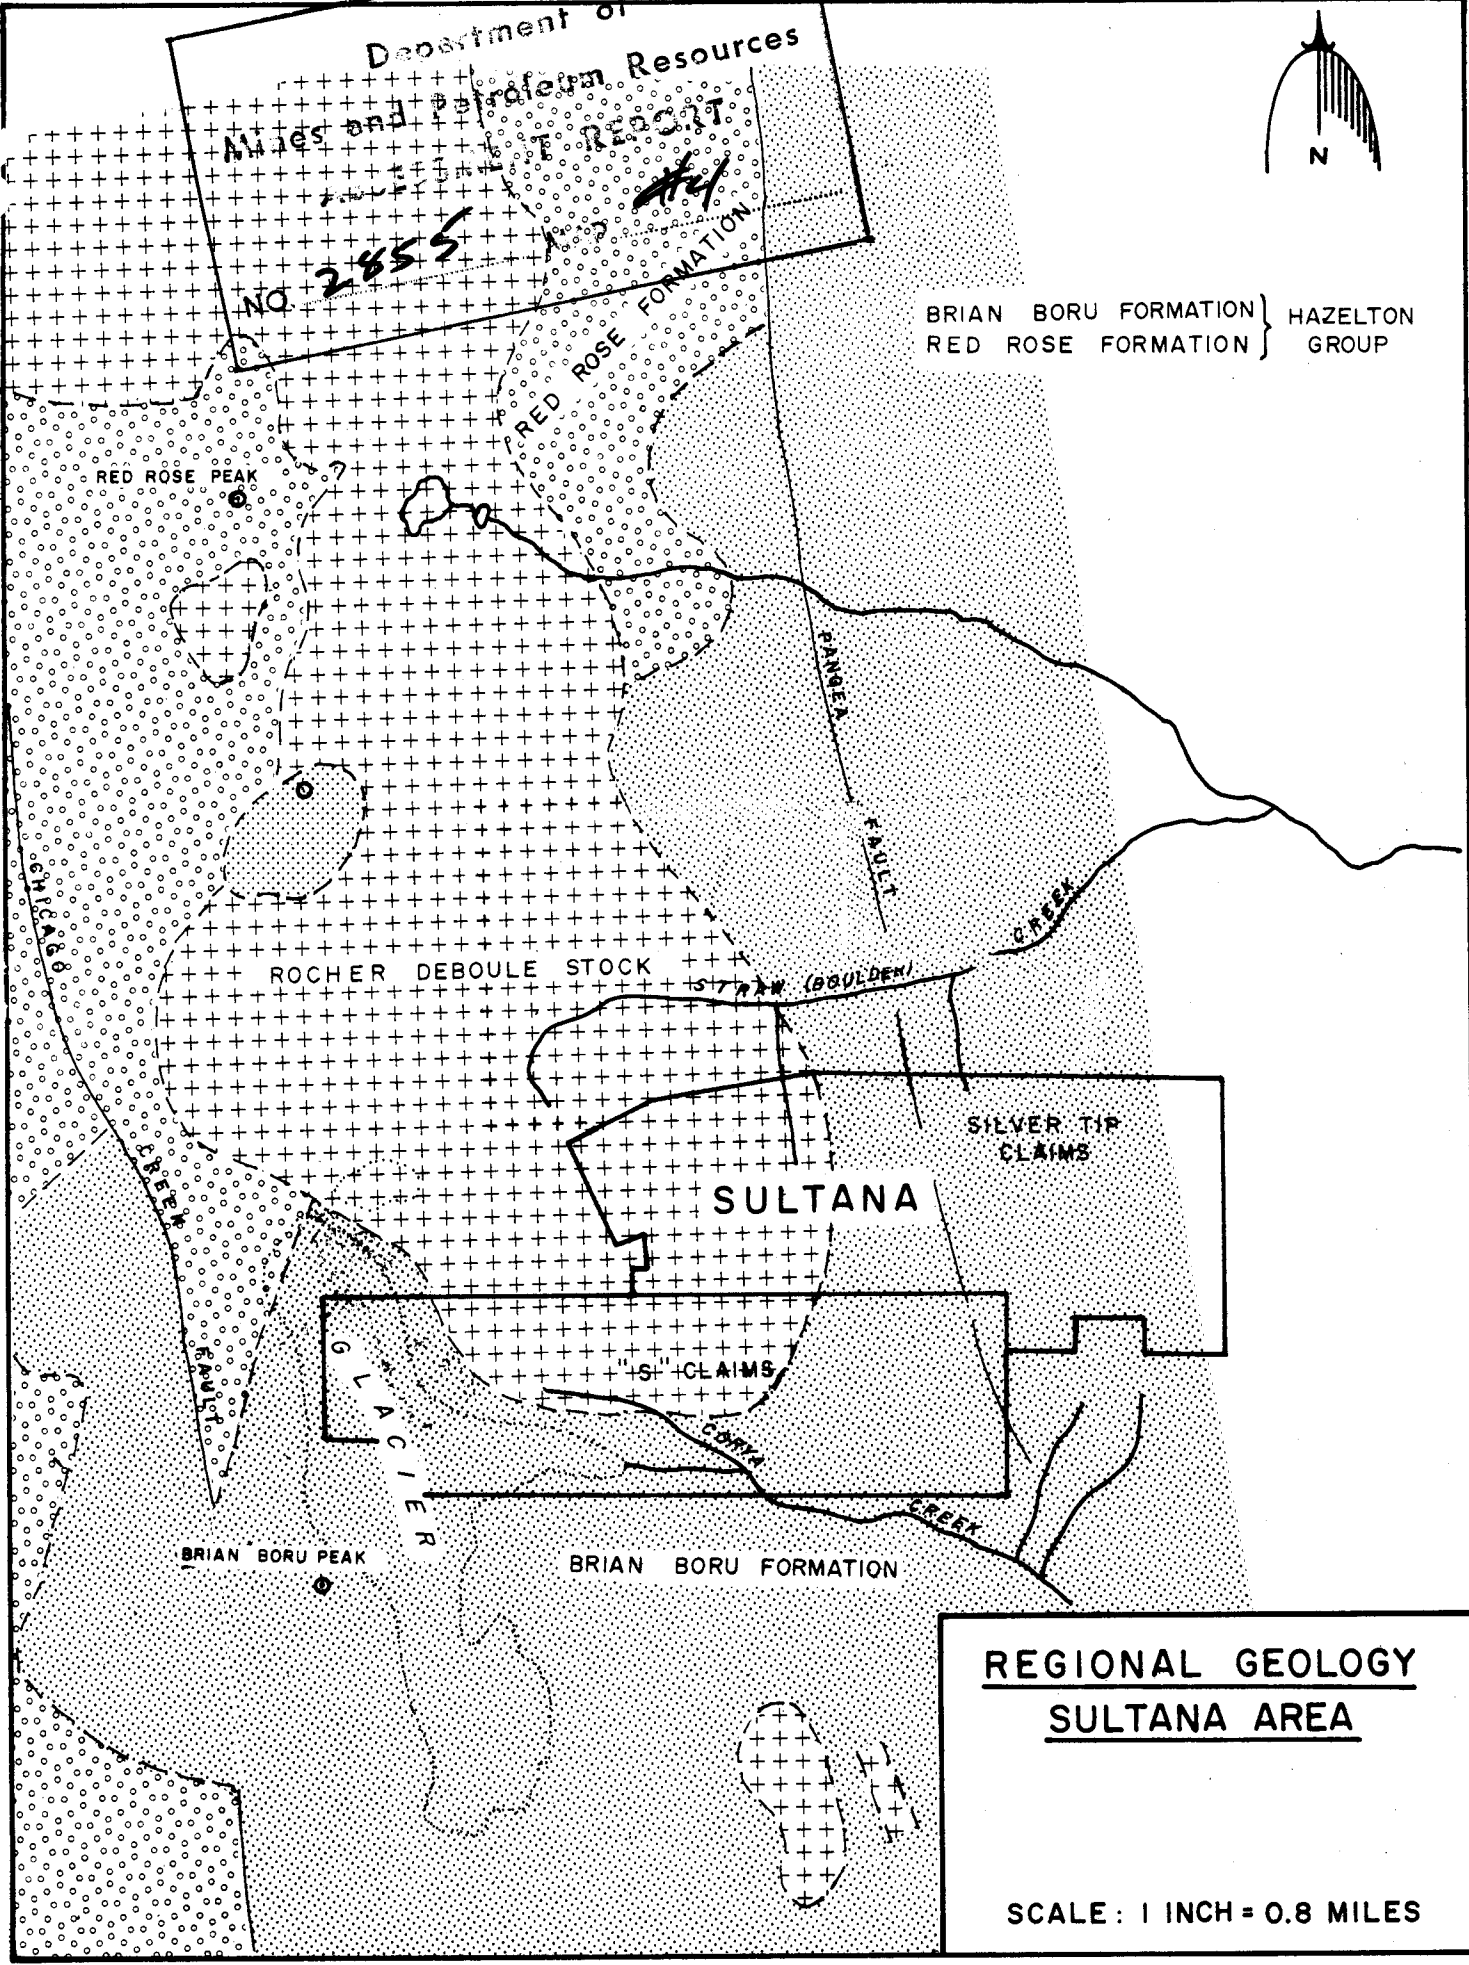 Department of
Mines and Petroleum Resources
ASSESSMENT REPORT
NO. 2855 MAP #4
N
BRIAN BORU FORMATION } HAZELTON
RED ROSE FORMATION } GROUP
RED ROSE FORMATION
RED ROSE PEAK
PANGEA FAULT
CHICAGO CREEK FAULT
CREEK
ROCHER DEBOULE STOCK
STRAW (BOULDER)
SILVER TIP
CLAIMS
SULTANA
GLACIER
"S" CLAIMS
CORYA CREEK
BRIAN BORU PEAK
BRIAN BORU FORMATION
REGIONAL GEOLOGY
SULTANA AREA
SCALE: 1 INCH = 0.8 MILES